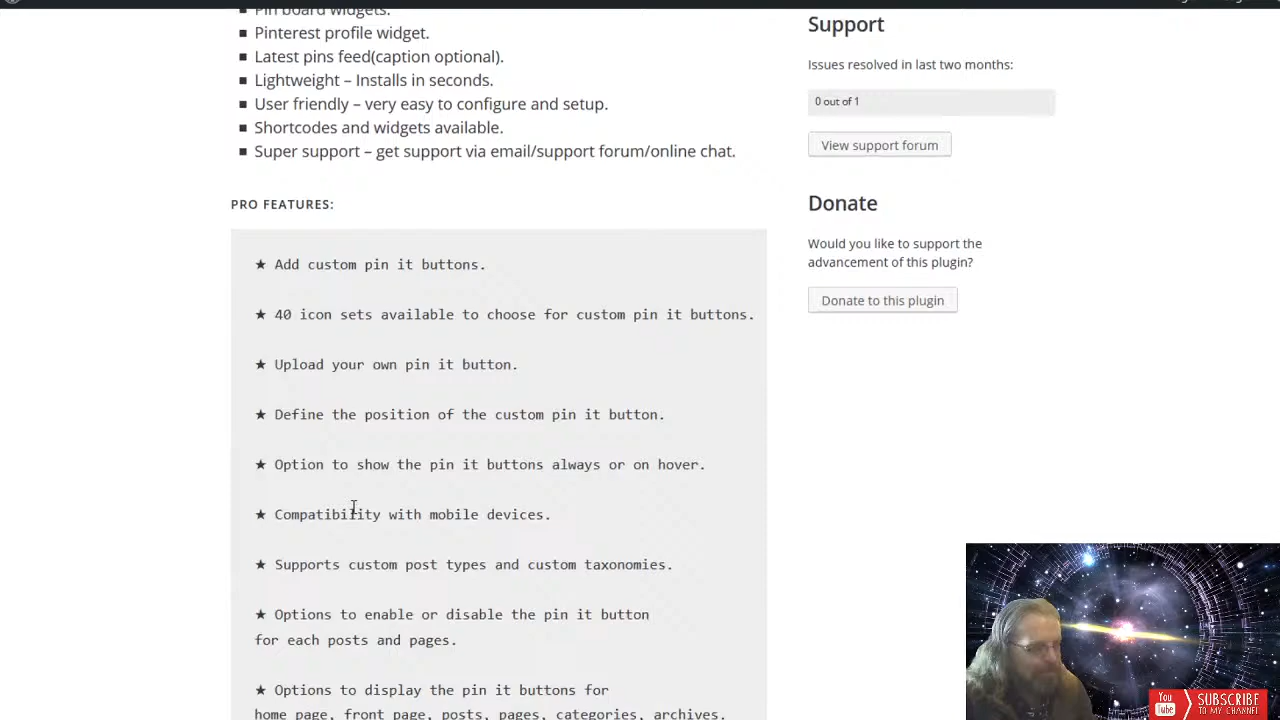 Pin board widgets.
Pinterest profile widget.
Latest pins feed(caption optional).
Lightweight – Installs in seconds.
User friendly – very easy to configure and setup.
Shortcodes and widgets available.
Super support – get support via email/support forum/online chat.
PRO FEATURES:
★ Add custom pin it buttons.
★ 40 icon sets available to choose for custom pin it buttons.
★ Upload your own pin it button.
★ Define the position of the custom pin it button.
★ Option to show the pin it buttons always or on hover.
★ Compatibility with mobile devices.
★ Supports custom post types and custom taxonomies.
★ Options to enable or disable the pin it button
for each posts and pages.
★ Options to display the pin it buttons for
home page, front page, posts, pages, categories, archives.
Support
Issues resolved in last two months:
0 out of 1
View support forum
Donate
Would you like to support the
advancement of this plugin?
Donate to this plugin
You
Tube
SUBSCRIBE
TO MY CHANNEL